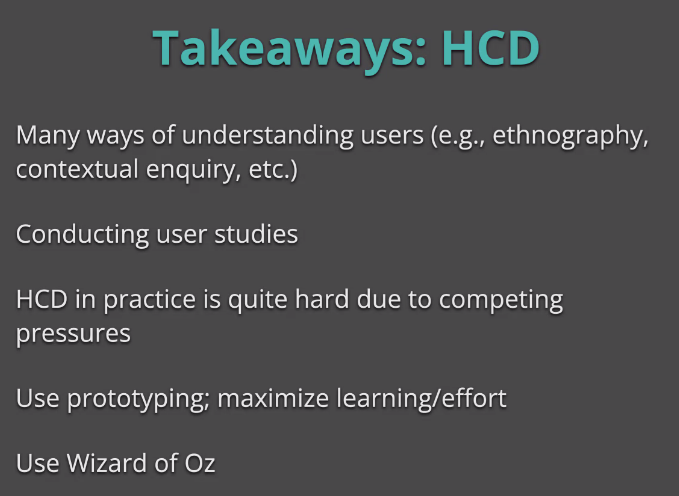 Takeaways: HCD
Many ways of understanding users (e.g., ethnography,
contextual enquiry, etc.)
Conducting user studies
HCD in practice is quite hard due to competing
pressures
Use prototyping; maximize learning/effort
Use Wizard of Oz